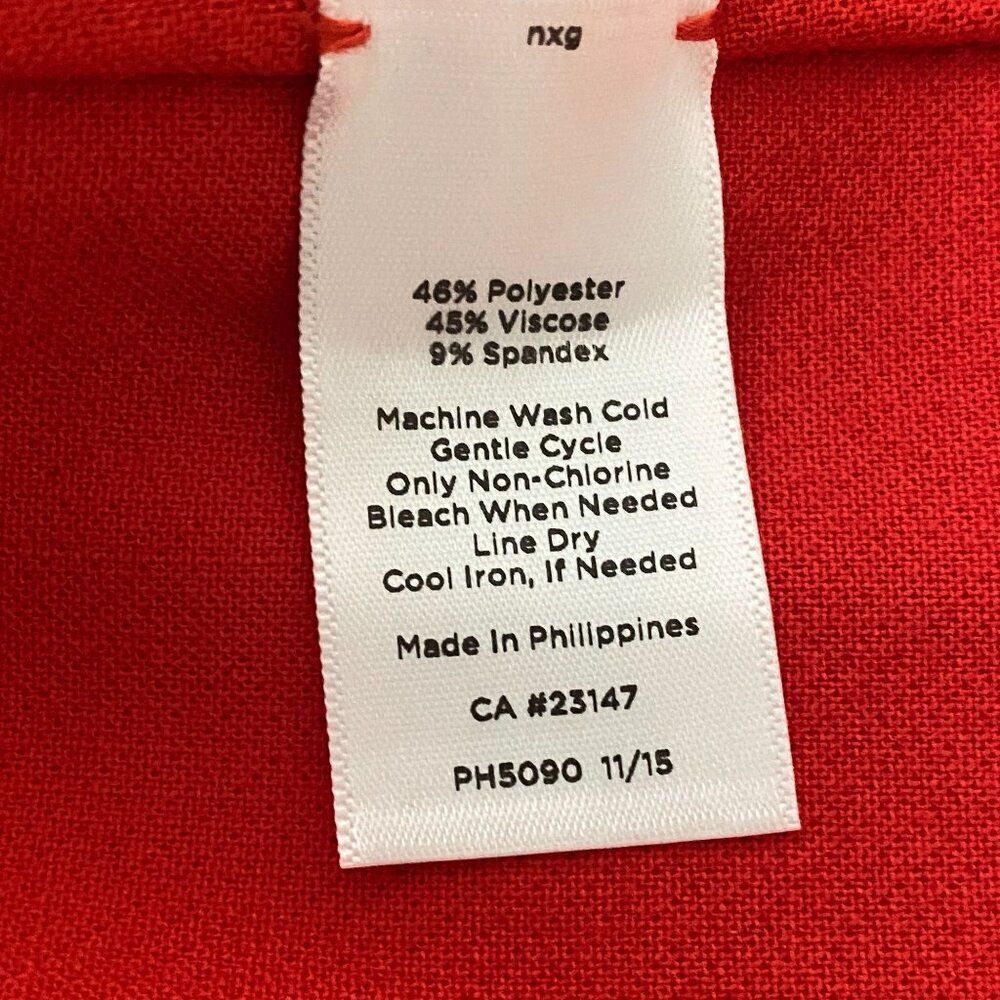 nxg
46% Polyester
45% Viscose
9% Spandex
Machine Wash Cold
Gentle Cycle
Only Non-Chlorine
Bleach When Needed
Line Dry
Cool Iron, If Needed
Made In Philippines
CA #23147
PH5090 11/15